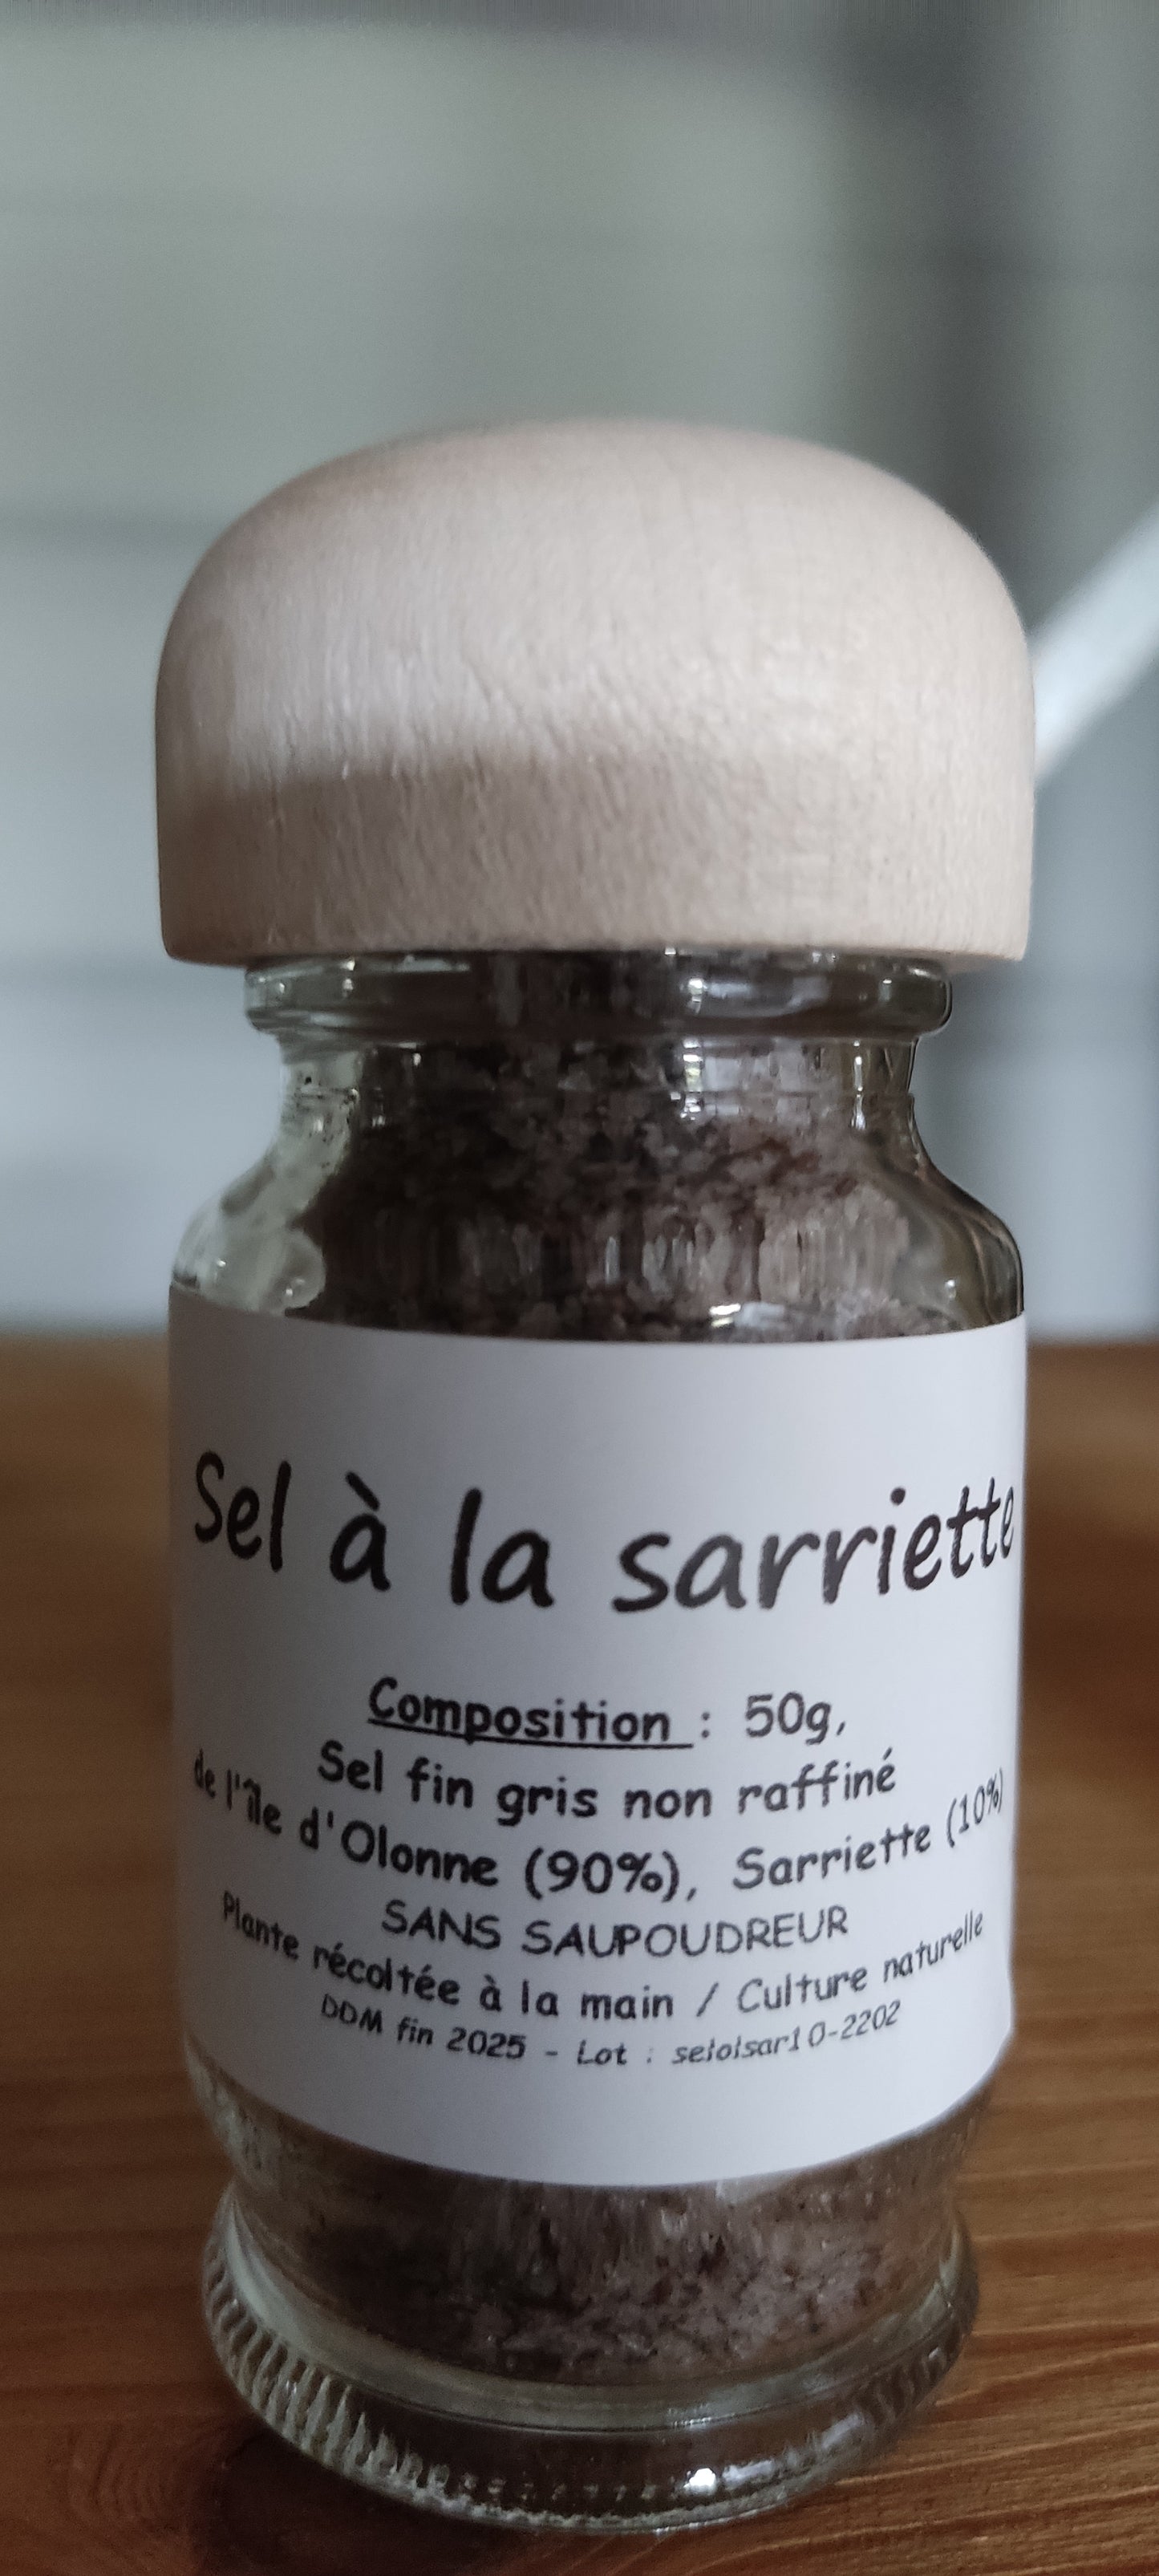 Sel à la sarriette
Composition : 50g,
Sel fin gris non raffiné
de l'île d'Olonne (90%), Sarriette (10%)
SANS SAUPOUDREUR
Plante récoltée à la main / Culture naturelle
DDM fin 2025 - Lot : selolsar10-2202